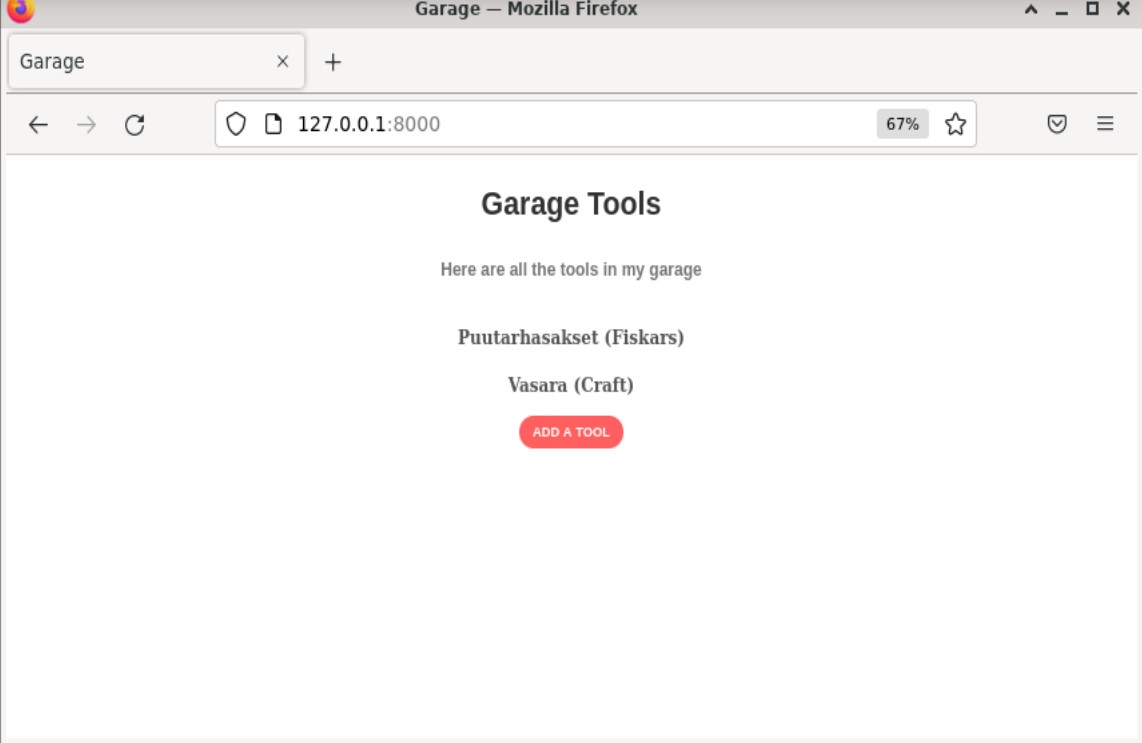 Garage — Mozilla Firefox
Garage
127.0.0.1:8000
67%
Garage Tools
Here are all the tools in my garage
Puutarhasakset (Fiskars)
Vasara (Craft)
ADD A TOOL